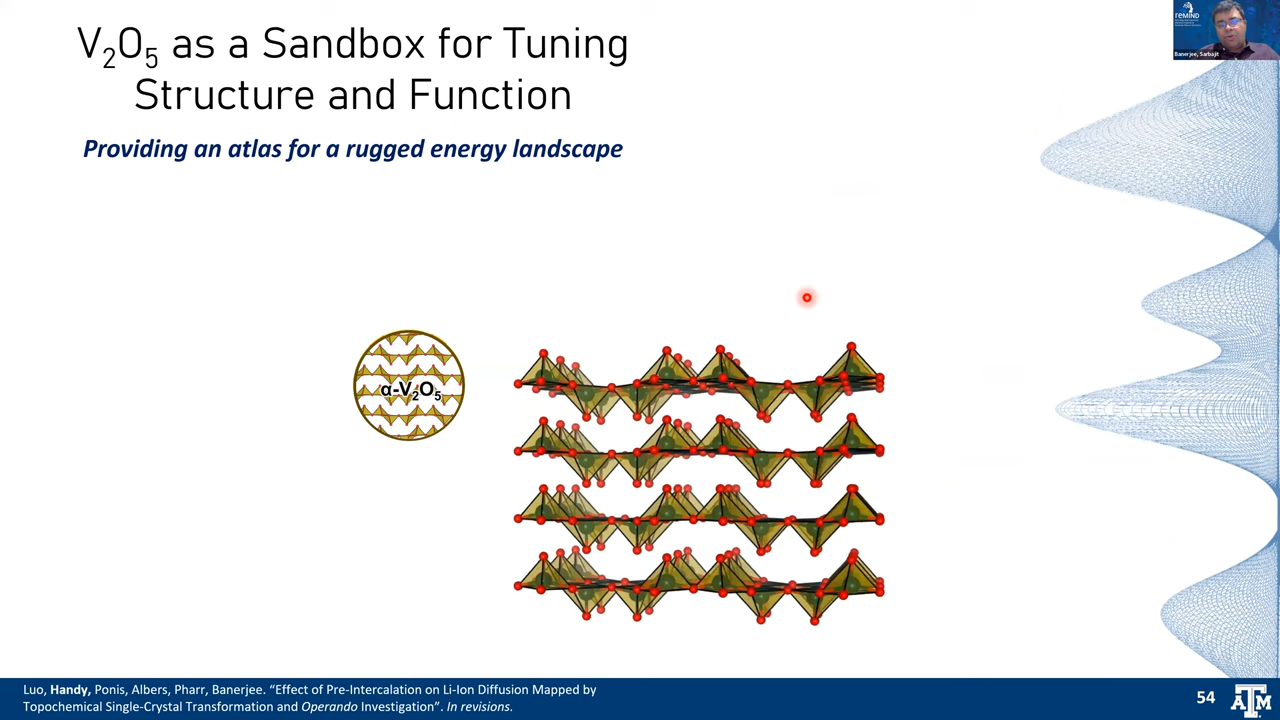 V₂O₅ as a Sandbox for Tuning
Structure and Function
Providing an atlas for a rugged energy landscape
reMIND
Banerjee, Sarbajit
α-V₂O₅
Luo, Handy, Ponis, Albers, Pharr, Banerjee. “Effect of Pre-Intercalation on Li-Ion Diffusion Mapped by
Topochemical Single-Crystal Transformation and Operando Investigation”. In revisions.
54
ATM